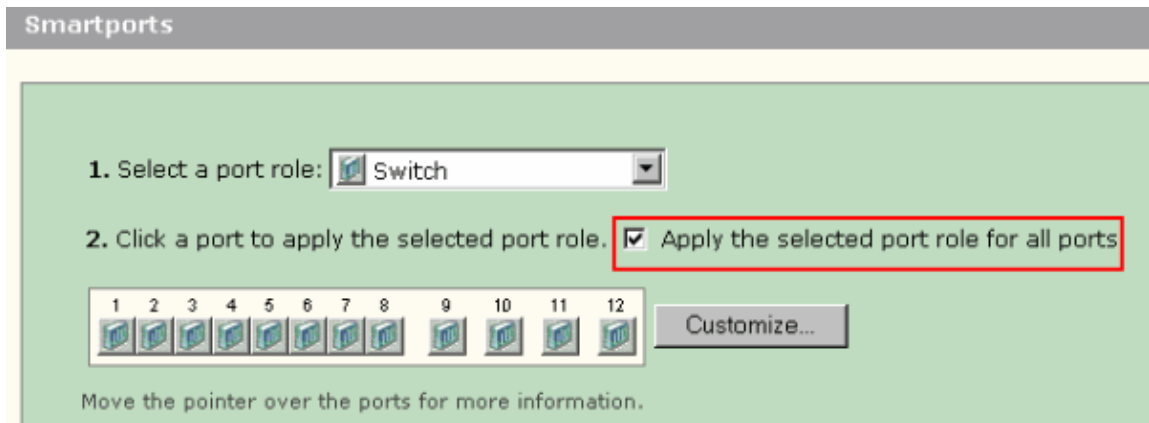 Smartports
1. Select a port role: Switch
2. Click a port to apply the selected port role. Apply the selected port role for all ports
1 2 3 4 5 6 7 8 9 10 11 12
Customize...
Move the pointer over the ports for more information.